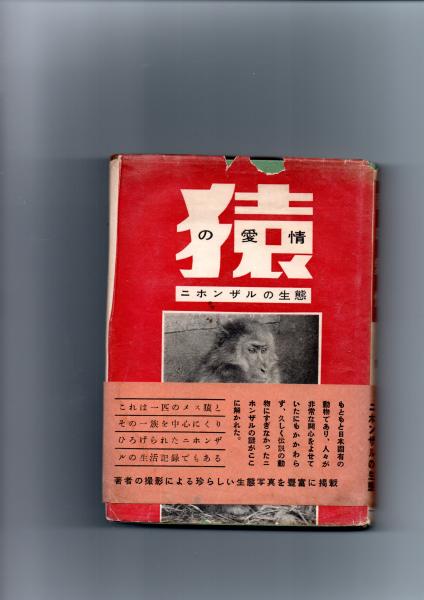 猿
の愛情
ニホンザルの生態
もともと日本固有の
動物であり、人々が
非常な関心をよせて
いたにもかかわら
ず、久しく伝説の動
物にすぎなかったニ
ホンザルの謎がここ
に解かれた。
これは一匹のメス猿と
その一族を中心にくり
ひろげられたニホンザ
ルの生活記録でもある
著者の撮影による珍らしい生態写真を豊富に掲載
ニホンザルの生態